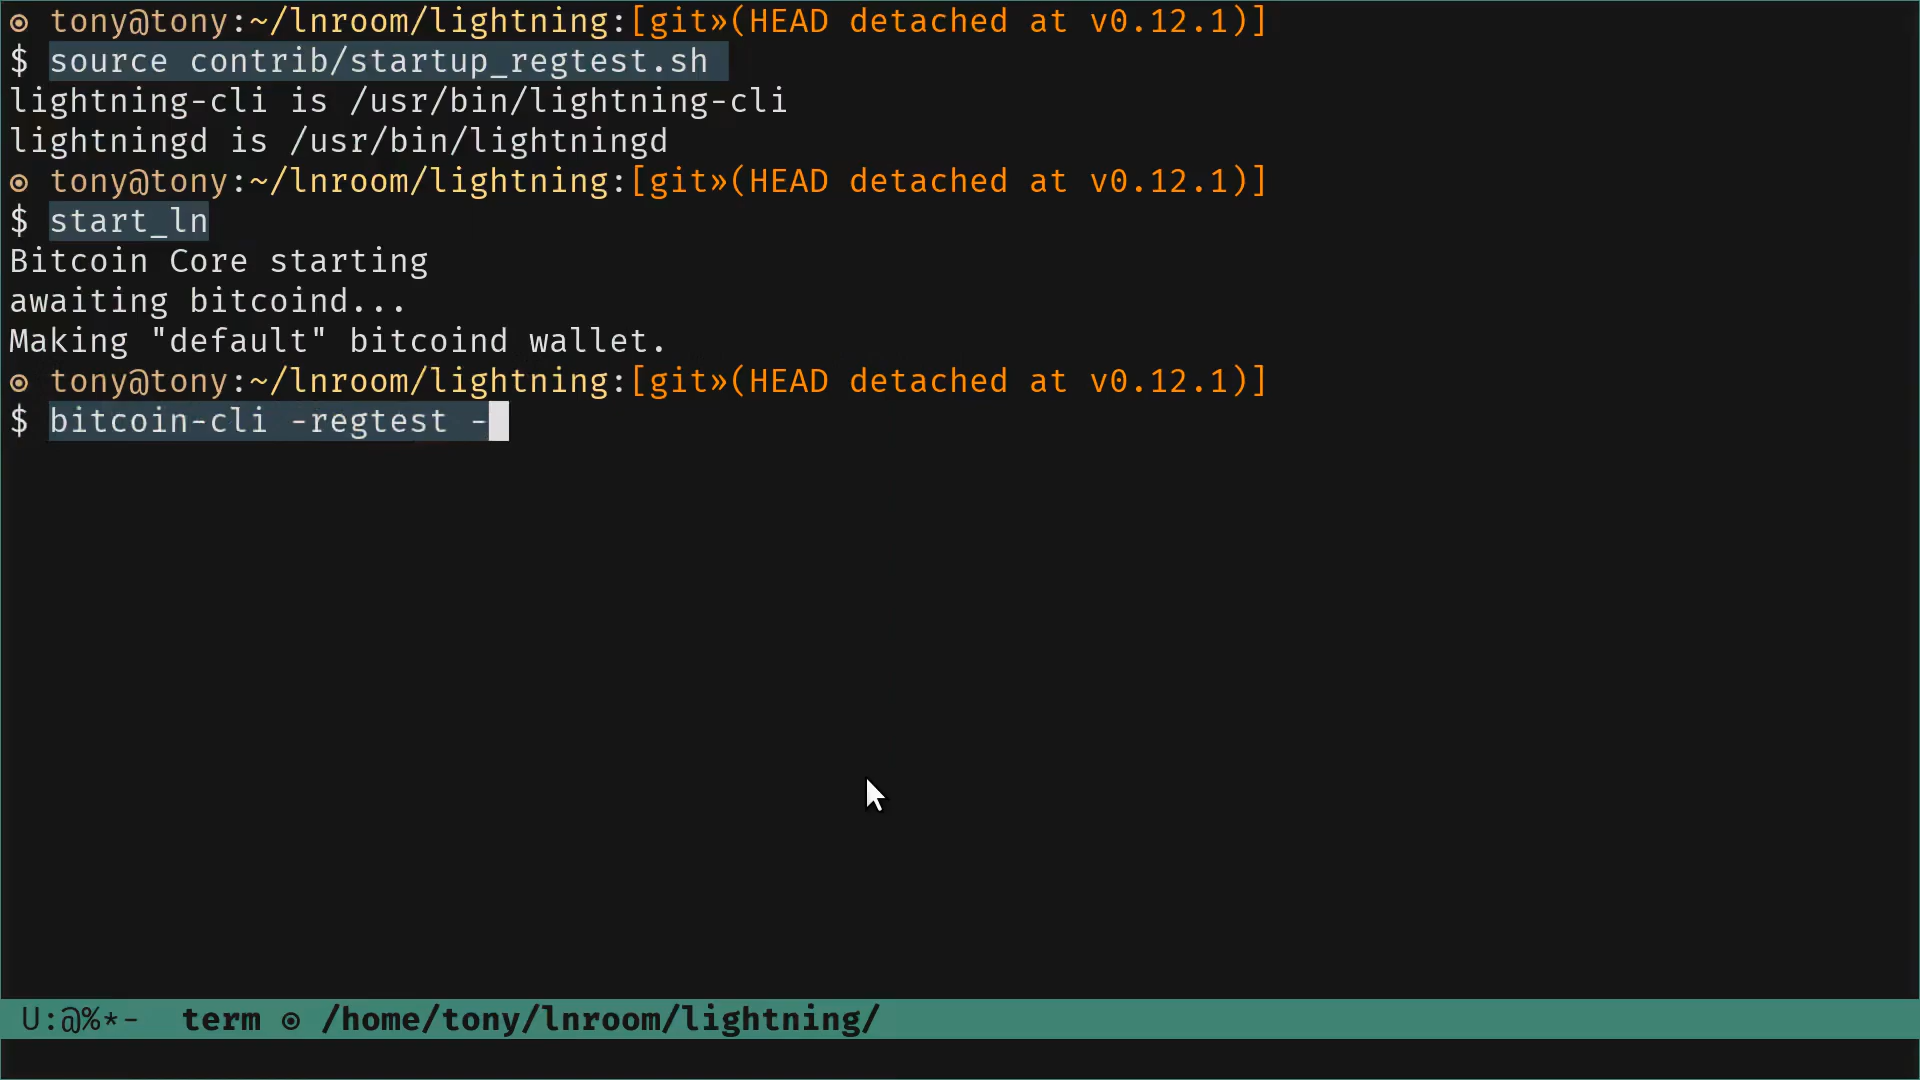 ⊙ tony@tony:~/lnroom/lightning:[git»(HEAD detached at v0.12.1)]
$ source contrib/startup_regtest.sh
lightning-cli is /usr/bin/lightning-cli
lightningd is /usr/bin/lightningd
⊙ tony@tony:~/lnroom/lightning:[git»(HEAD detached at v0.12.1)]
$ start_ln
Bitcoin Core starting
awaiting bitcoind...
Making "default" bitcoind wallet.
⊙ tony@tony:~/lnroom/lightning:[git»(HEAD detached at v0.12.1)]
$ bitcoin-cli -regtest -
U:@%*-  term ⊙ /home/tony/lnroom/lightning/